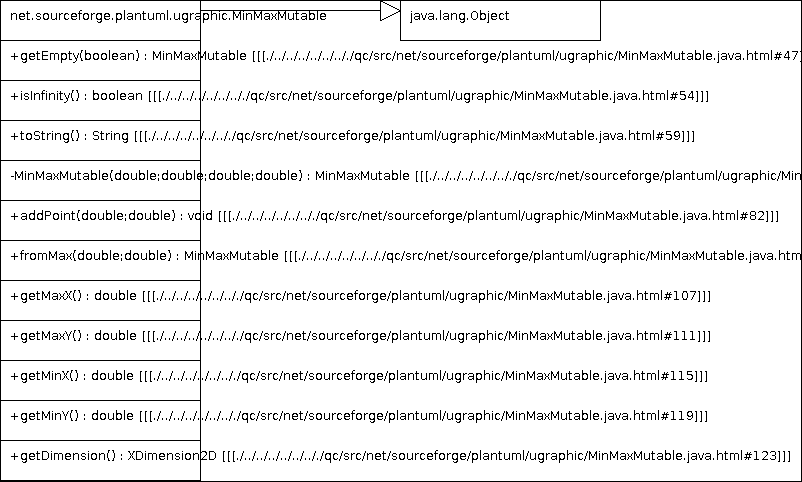 net.sourceforge.plantuml.ugraphic.MinMaxMutable
java.lang.Object
+getEmpty(boolean) : MinMaxMutable [[[./../../../../../../../qc/src/net/sourceforge/plantuml/ugraphic/MinMaxMutable.java.html#47]
+isInfinity() : boolean [[[./../../../../../../../qc/src/net/sourceforge/plantuml/ugraphic/MinMaxMutable.java.html#54]]]
+toString() : String [[[./../../../../../../../qc/src/net/sourceforge/plantuml/ugraphic/MinMaxMutable.java.html#59]]]
-MinMaxMutable(double;double;double;double) : MinMaxMutable [[[./../../../../../../../qc/src/net/sourceforge/plantuml/ugraphic/Min
+addPoint(double;double) : void [[[./../../../../../../../qc/src/net/sourceforge/plantuml/ugraphic/MinMaxMutable.java.html#82]]]
+fromMax(double;double) : MinMaxMutable [[[./../../../../../../../qc/src/net/sourceforge/plantuml/ugraphic/MinMaxMutable.java.htm
+getMaxX() : double [[[./../../../../../../../qc/src/net/sourceforge/plantuml/ugraphic/MinMaxMutable.java.html#107]]]
+getMaxY() : double [[[./../../../../../../../qc/src/net/sourceforge/plantuml/ugraphic/MinMaxMutable.java.html#111]]]
+getMinX() : double [[[./../../../../../../../qc/src/net/sourceforge/plantuml/ugraphic/MinMaxMutable.java.html#115]]]
+getMinY() : double [[[./../../../../../../../qc/src/net/sourceforge/plantuml/ugraphic/MinMaxMutable.java.html#119]]]
+getDimension() : XDimension2D [[[./../../../../../../../qc/src/net/sourceforge/plantuml/ugraphic/MinMaxMutable.java.html#123]]]